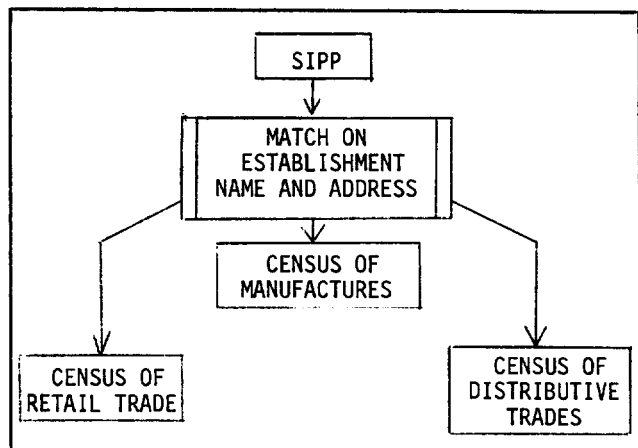 SIPP
MATCH ON
ESTABLISHMENT
NAME AND ADDRESS
CENSUS OF
MANUFACTURES
CENSUS OF
RETAIL TRADE
CENSUS OF
DISTRIBUTIVE
TRADES